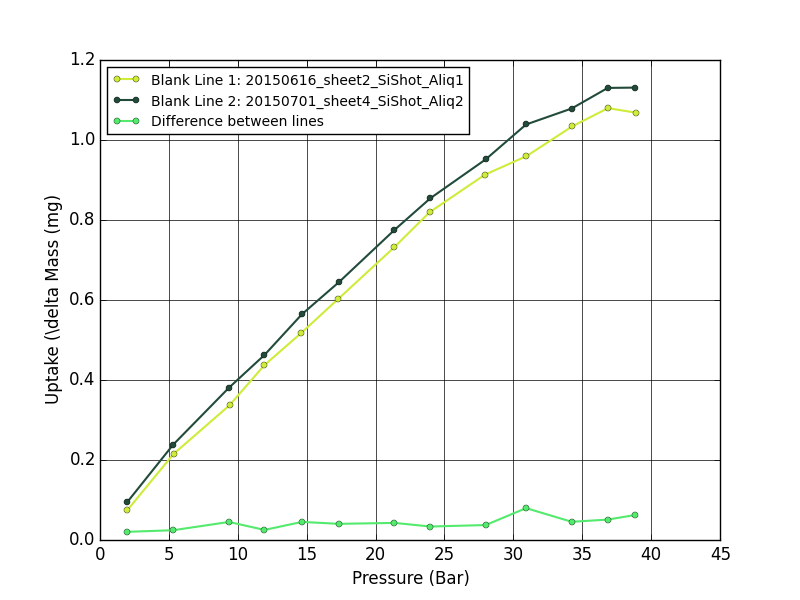 Blank Line 1: 20150616_sheet2_SiShot_Aliq1
Blank Line 2: 20150701_sheet4_SiShot_Aliq2
Difference between lines
Uptake (\delta Mass (mg)
1.2
1.0
0.8
0.6
0.4
0.2
0.0
0 5 10 15 20 25 30 35 40 45
Pressure (Bar)